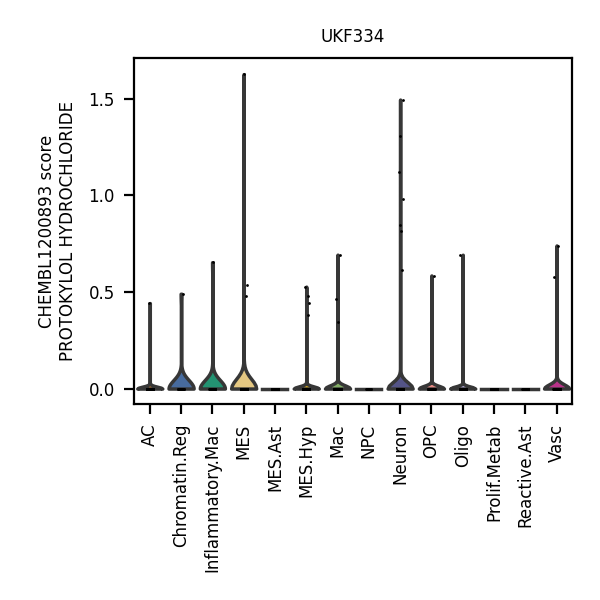 UKF334
CHEMBL1200893 score
PROTOKYLOL HYDROCHLORIDE
1.5
1.0
0.5
0.0
AC
Chromatin.Reg
Inflammatory.Mac
MES
MES.Ast
MES.Hyp
Mac
NPC
Neuron
OPC
Oligo
Prolif.Metab
Reactive.Ast
Vasc